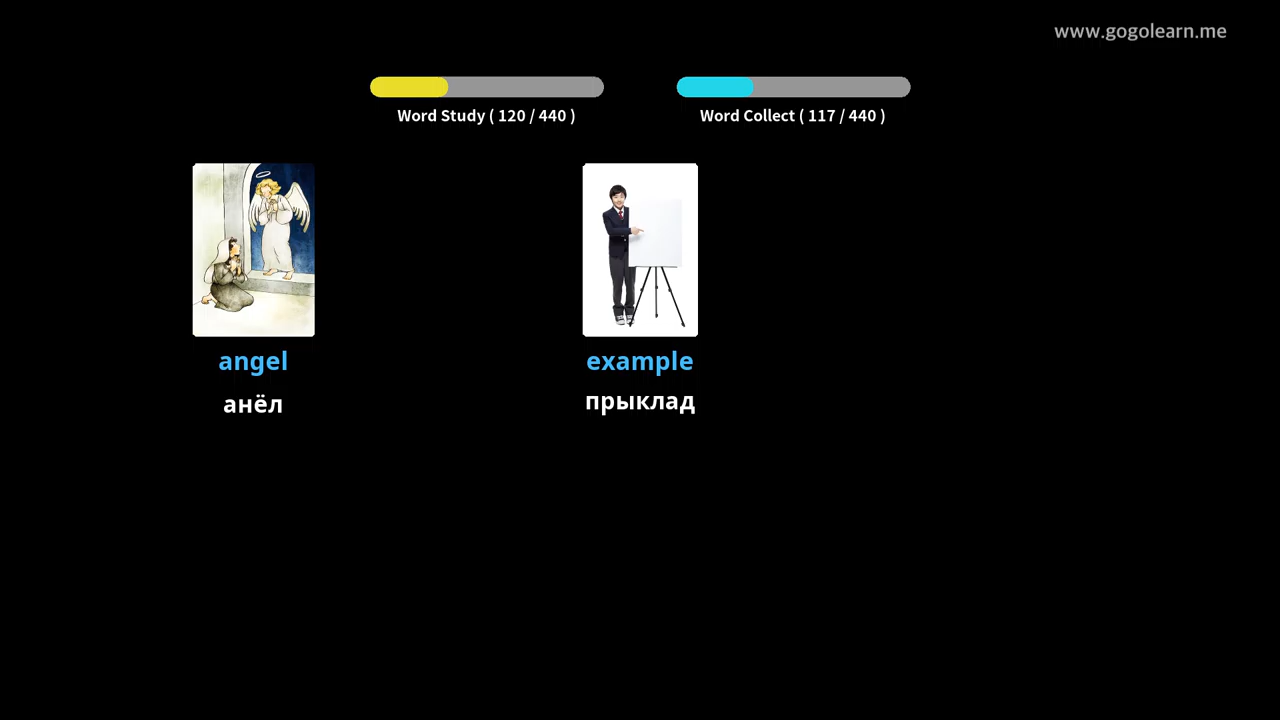 www.gogolearn.me
Word Study ( 120 / 440 )
Word Collect ( 117 / 440 )
angel
анёл
example
прыклад